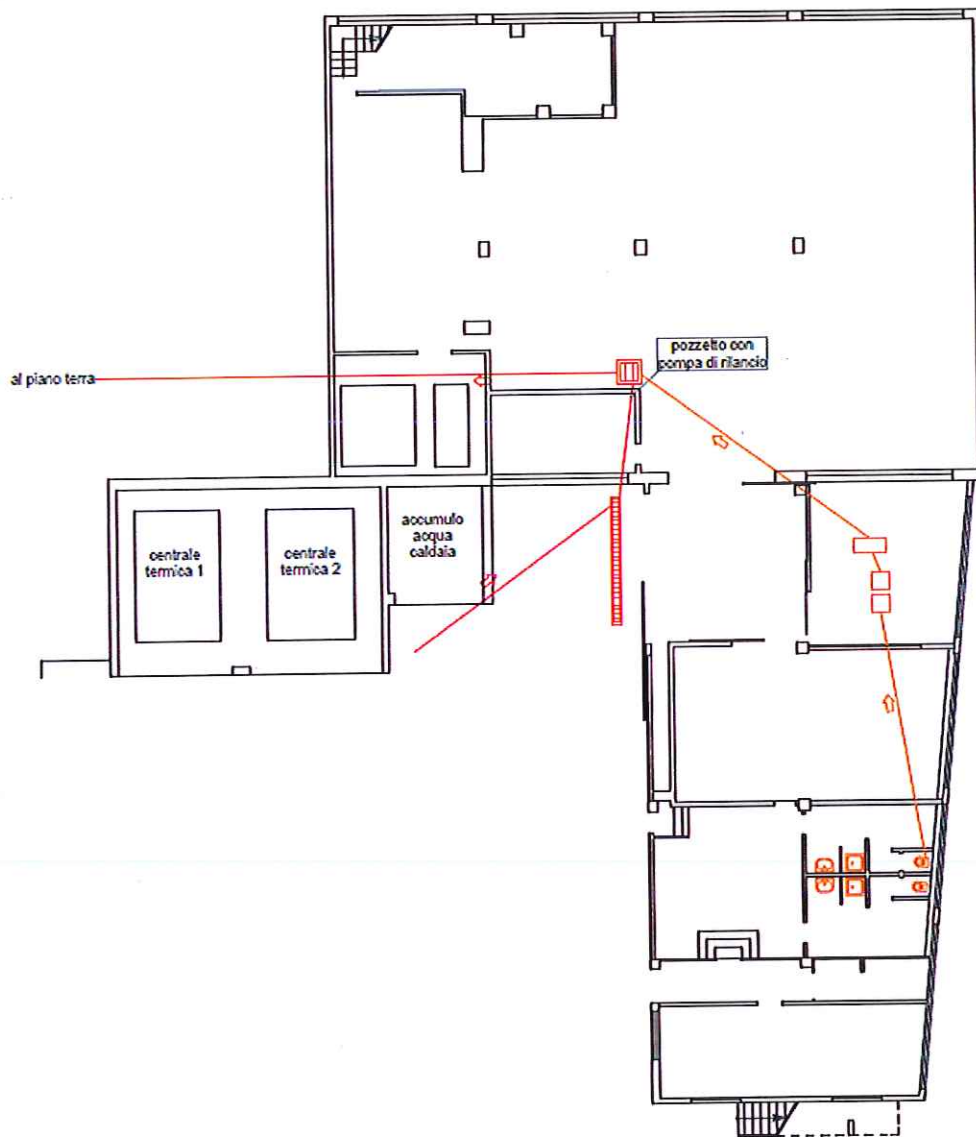 pozzetto con
pompa di rilancio
al piano terra
centrale
termica 1
centrale
termica 2
accumulo
acqua
caldaia